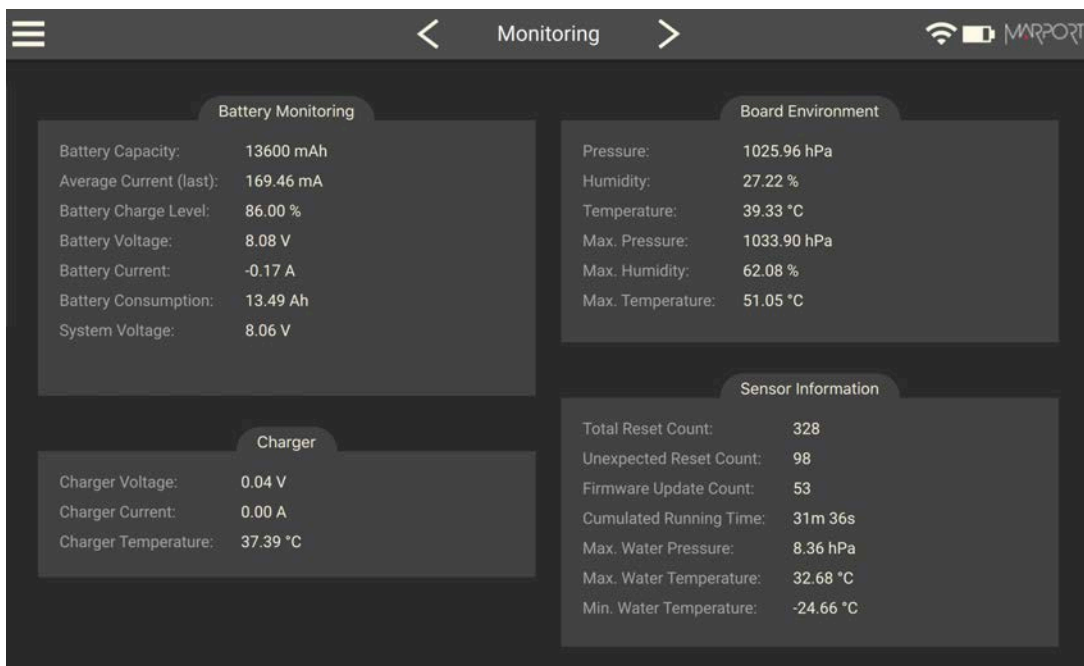 Monitoring
MARPORT
Battery Monitoring
Battery Capacity: 13600 mAh
Average Current (last): 169.46 mA
Battery Charge Level: 86.00 %
Battery Voltage: 8.08 V
Battery Current: -0.17 A
Battery Consumption: 13.49 Ah
System Voltage: 8.06 V
Charger
Charger Voltage: 0.04 V
Charger Current: 0.00 A
Charger Temperature: 37.39 °C
Board Environment
Pressure: 1025.96 hPa
Humidity: 27.22 %
Temperature: 39.33 °C
Max. Pressure: 1033.90 hPa
Max. Humidity: 62.08 %
Max. Temperature: 51.05 °C
Sensor Information
Total Reset Count: 328
Unexpected Reset Count: 98
Firmware Update Count: 53
Cumulated Running Time: 31m 36s
Max. Water Pressure: 8.36 hPa
Max. Water Temperature: 32.68 °C
Min. Water Temperature: -24.66 °C